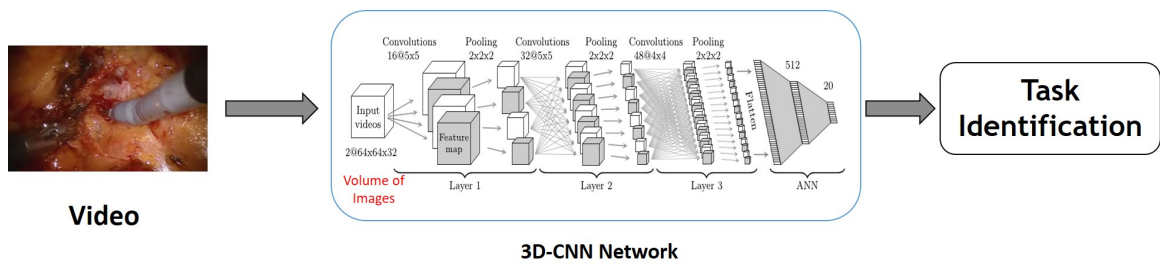 Convolutions Pooling Convolutions Pooling Convolutions Pooling
16@5x5 2x2x2 32@5x5 2x2x2 48@4x4 2x2x2
512
20
Input
videos
Feature
map
Flatten
2@64x64x32
Volume of
Images
Layer 1 Layer 2 Layer 3 ANN
Video
Task
Identification
3D-CNN Network